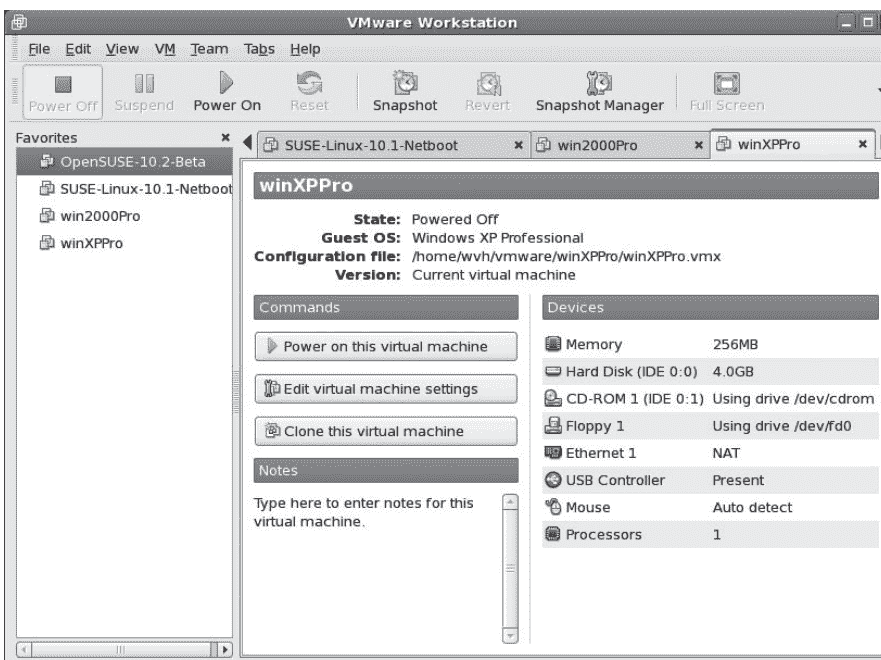 VMware Workstation
File Edit View VM Team Tabs Help
Power Off Suspend Power On Reset Snapshot Revert Snapshot Manager Full Screen
Favorites
OpenSUSE-10.2-Beta
SUSE-Linux-10.1-Netboot
win2000Pro
winXPPro
SUSE-Linux-10.1-Netboot win2000Pro winXPPro
winXPPro
State: Powered Off
Guest OS: Windows XP Professional
Configuration file: /home/wvh/vmware/winXPPro/winXPPro.vmx
Version: Current virtual machine
Commands
Power on this virtual machine
Edit virtual machine settings
Clone this virtual machine
Notes
Type here to enter notes for this
virtual machine.
Devices
Memory 256MB
Hard Disk (IDE 0:0) 4.0GB
CD-ROM 1 (IDE 0:1) Using drive /dev/cdrom
Floppy 1 Using drive /dev/fd0
Ethernet 1 NAT
USB Controller Present
Mouse Auto detect
Processors 1